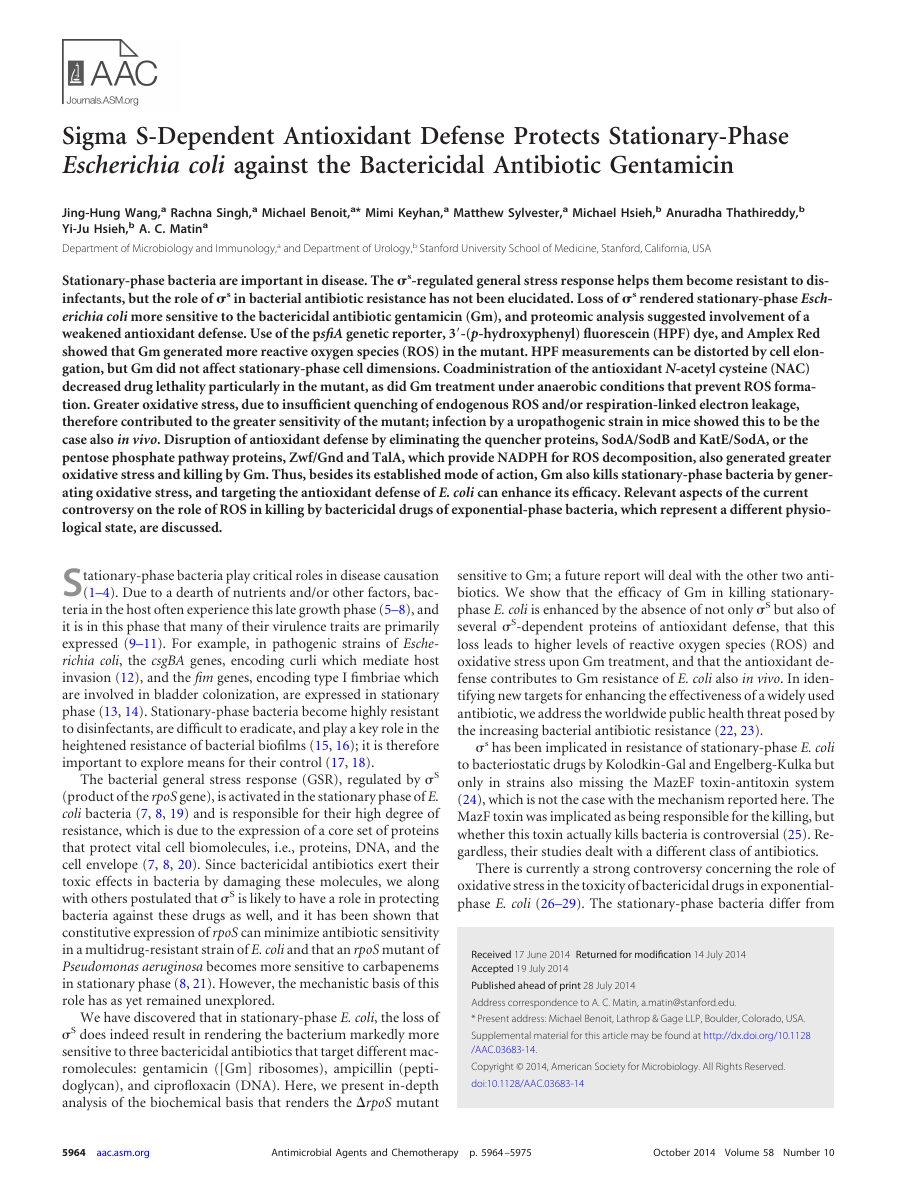 AAC
Journals.ASM.org
Sigma S-Dependent Antioxidant Defense Protects Stationary-Phase
Escherichia coli against the Bactericidal Antibiotic Gentamicin
Jing-Hung Wang,a Rachna Singh,a Michael Benoit,a* Mimi Keyhan,a Matthew Sylvester,a Michael Hsieh,b Anuradha Thathireddy,b
Yi-Ju Hsieh,b A. C. Matina
Department of Microbiology and Immunology,a and Department of Urology,b Stanford University School of Medicine, Stanford, California, USA
Stationary-phase bacteria are important in disease. The σs-regulated general stress response helps them become resistant to dis-
infectants, but the role of σs in bacterial antibiotic resistance has not been elucidated. Loss of σs rendered stationary-phase Esch-
erichia coli more sensitive to the bactericidal antibiotic gentamicin (Gm), and proteomic analysis suggested involvement of a
weakened antioxidant defense. Use of the psfiA genetic reporter, 3′-(p-hydroxyphenyl) fluorescein (HPF) dye, and Amplex Red
showed that Gm generated more reactive oxygen species (ROS) in the mutant. HPF measurements can be distorted by cell elon-
gation, but Gm did not affect stationary-phase cell dimensions. Coadministration of the antioxidant N-acetyl cysteine (NAC)
decreased drug lethality particularly in the mutant, as did Gm treatment under anaerobic conditions that prevent ROS forma-
tion. Greater oxidative stress, due to insufficient quenching of endogenous ROS and/or respiration-linked electron leakage,
therefore contributed to the greater sensitivity of the mutant; infection by a uropathogenic strain in mice showed this to be the
case also in vivo. Disruption of antioxidant defense by eliminating the quencher proteins, SodA/SodB and KatE/SodA, or the
pentose phosphate pathway proteins, Zwf/Gnd and TalA, which provide NADPH for ROS decomposition, also generated greater
oxidative stress and killing by Gm. Thus, besides its established mode of action, Gm also kills stationary-phase bacteria by gener-
ating oxidative stress, and targeting the antioxidant defense of E. coli can enhance its efficacy. Relevant aspects of the current
controversy on the role of ROS in killing by bactericidal drugs of exponential-phase bacteria, which represent a different physio-
logical state, are discussed.
Stationary-phase bacteria play critical roles in disease causation
(1–4). Due to a dearth of nutrients and/or other factors, bac-
teria in the host often experience this late growth phase (5–8), and
it is in this phase that many of their virulence traits are primarily
expressed (9–11). For example, in pathogenic strains of Esche-
richia coli, the csgBA genes, encoding curli which mediate host
invasion (12), and the fim genes, encoding type I fimbriae which
are involved in bladder colonization, are expressed in stationary
phase (13, 14). Stationary-phase bacteria become highly resistant
to disinfectants, are difficult to eradicate, and play a key role in the
heightened resistance of bacterial biofilms (15, 16); it is therefore
important to explore means for their control (17, 18).
The bacterial general stress response (GSR), regulated by σS
(product of the rpoS gene), is activated in the stationary phase of E.
coli bacteria (7, 8, 19) and is responsible for their high degree of
resistance, which is due to the expression of a core set of proteins
that protect vital cell biomolecules, i.e., proteins, DNA, and the
cell envelope (7, 8, 20). Since bactericidal antibiotics exert their
toxic effects in bacteria by damaging these molecules, we along
with others postulated that σS is likely to have a role in protecting
bacteria against these drugs as well, and it has been shown that
constitutive expression of rpoS can minimize antibiotic sensitivity
in a multidrug-resistant strain of E. coli and that an rpoS mutant of
Pseudomonas aeruginosa becomes more sensitive to carbapenems
in stationary phase (8, 21). However, the mechanistic basis of this
role has as yet remained unexplored.
We have discovered that in stationary-phase E. coli, the loss of
σS does indeed result in rendering the bacterium markedly more
sensitive to three bactericidal antibiotics that target different mac-
romolecules: gentamicin ([Gm] ribosomes), ampicillin (pepti-
doglycan), and ciprofloxacin (DNA). Here, we present in-depth
analysis of the biochemical basis that renders the ΔrpoS mutant
sensitive to Gm; a future report will deal with the other two anti-
biotics. We show that the efficacy of Gm in killing stationary-
phase E. coli is enhanced by the absence of not only σS but also of
several σS-dependent proteins of antioxidant defense, that this
loss leads to higher levels of reactive oxygen species (ROS) and
oxidative stress upon Gm treatment, and that the antioxidant de-
fense contributes to Gm resistance of E. coli also in vivo. In iden-
tifying new targets for enhancing the effectiveness of a widely used
antibiotic, we address the worldwide public health threat posed by
the increasing bacterial antibiotic resistance (22, 23).
σs has been implicated in resistance of stationary-phase E. coli
to bacteriostatic drugs by Kolodkin-Gal and Engelberg-Kulka but
only in strains also missing the MazEF toxin-antitoxin system
(24), which is not the case with the mechanism reported here. The
MazF toxin was implicated as being responsible for the killing, but
whether this toxin actually kills bacteria is controversial (25). Re-
gardless, their studies dealt with a different class of antibiotics.
There is currently a strong controversy concerning the role of
oxidative stress in the toxicity of bactericidal drugs in exponential-
phase E. coli (26–29). The stationary-phase bacteria differ from
Received 17 June 2014 Returned for modification 14 July 2014
Accepted 19 July 2014
Published ahead of print 28 July 2014
Address correspondence to A. C. Matin, a.matin@stanford.edu.
* Present address: Michael Benoit, Lathrop & Gage LLP, Boulder, Colorado, USA.
Supplemental material for this article may be found at http://dx.doi.org/10.1128
/AAC.03683-14.
Copyright © 2014, American Society for Microbiology. All Rights Reserved.
doi:10.1128/AAC.03683-14
5964 aac.asm.org Antimicrobial Agents and Chemotherapy p. 5964–5975 October 2014 Volume 58 Number 10